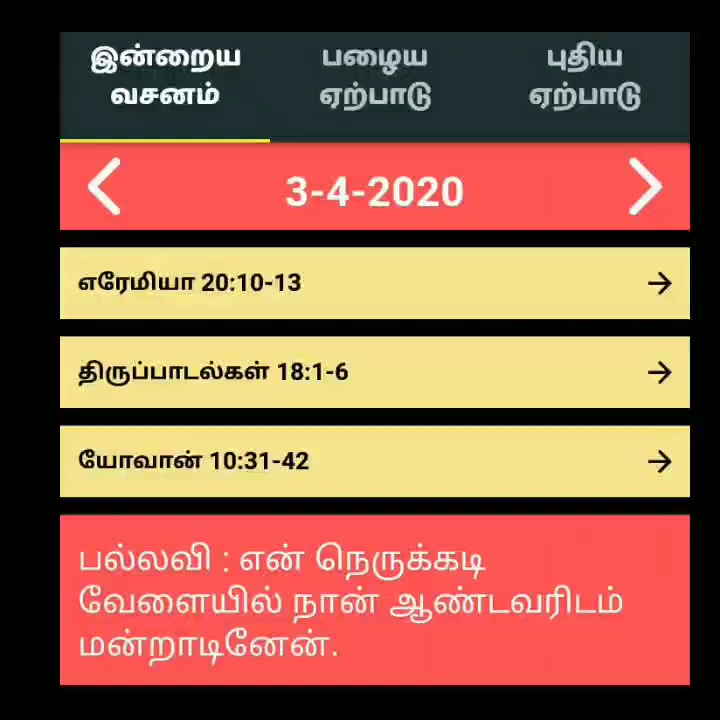 இன்றைய வசனம்
பழைய ஏற்பாடு
புதிய ஏற்பாடு
3-4-2020
எரேமியா 20:10-13
திருப்பாடல்கள் 18:1-6
யோவான் 10:31-42
பல்லவி : என் நெருக்கடி
வேளையில் நான் ஆண்டவரிடம்
மன்றாடினேன்.